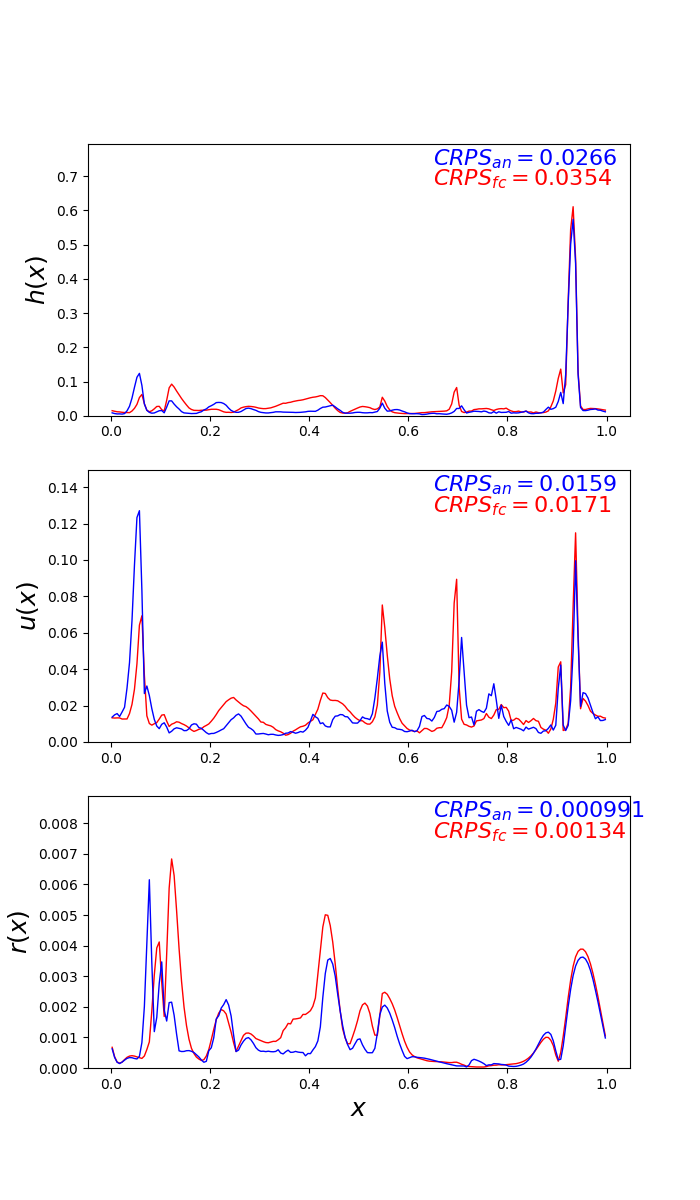 CRPS_an = 0.0266
CRPS_fc = 0.0354
0.7
0.6
0.5
0.4
0.3
0.2
0.1
0.0
h(x)
0.0 0.2 0.4 0.6 0.8 1.0
CRPS_an = 0.0159
CRPS_fc = 0.0171
0.14
0.12
0.10
0.08
0.06
0.04
0.02
0.00
u(x)
0.0 0.2 0.4 0.6 0.8 1.0
CRPS_an = 0.000991
CRPS_fc = 0.00134
0.008
0.007
0.006
0.005
0.004
0.003
0.002
0.001
0.000
r(x)
0.0 0.2 0.4 0.6 0.8 1.0
x